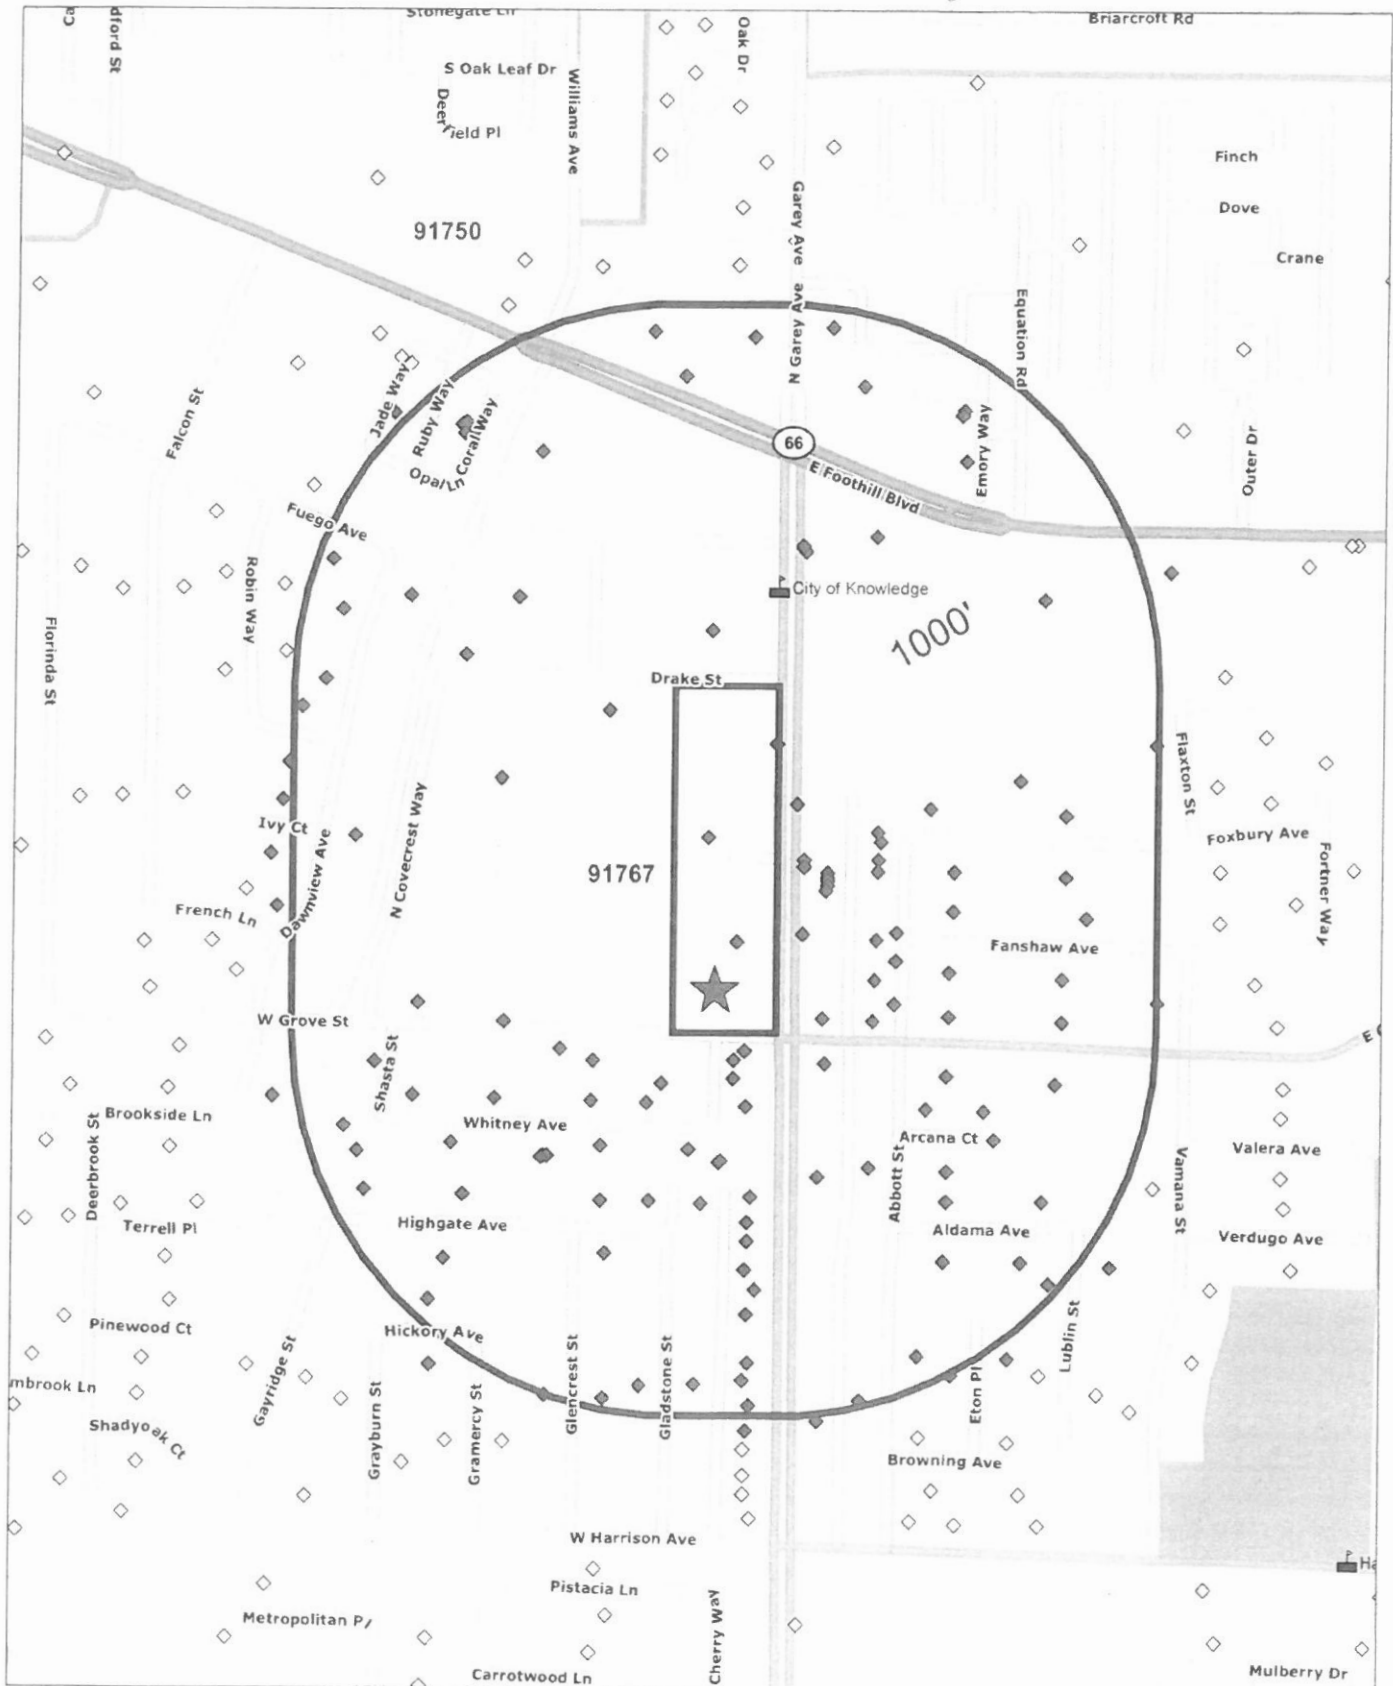 Stonegate Ln
Briarcroft Rd
Oak Dr
S Oak Leaf Dr
Williams Ave
Deerfield Pl
Finch
Dove
Crane
91750
Garey Ave
N Garey Ave
Equation Rd
Jade Way
Ruby Way
Coral Way
Opal Ln
Falcon St
66
E Foothill Blvd
Emory Way
Outer Dr
Fuego Ave
Robin Way
City of Knowledge
1000'
Florinda St
Drake St
Flaxton St
Ivy Ct
Foxbury Ave
Fortner Way
N Covecrest Way
Dawnview Ave
91767
French Ln
Fanshaw Ave
W Grove St
Shasta St
Brookside Ln
Whitney Ave
Arcana Ct
Valera Ave
Deerbrook St
Abbott St
Vamana St
Terrell Pl
Highgate Ave
Aldama Ave
Verdugo Ave
Pinewood Ct
Hickory Ave
Lublin St
mbrook Ln
Gayridge St
Glencrest St
Gladstone St
Eton Pl
Shadyoak Ct
Grayburn St
Gramercy St
Browning Ave
W Harrison Ave
Ha
Pistacia Ln
Metropolitan Pl
Cherry Way
Carrotwood Ln
Mulberry Dr